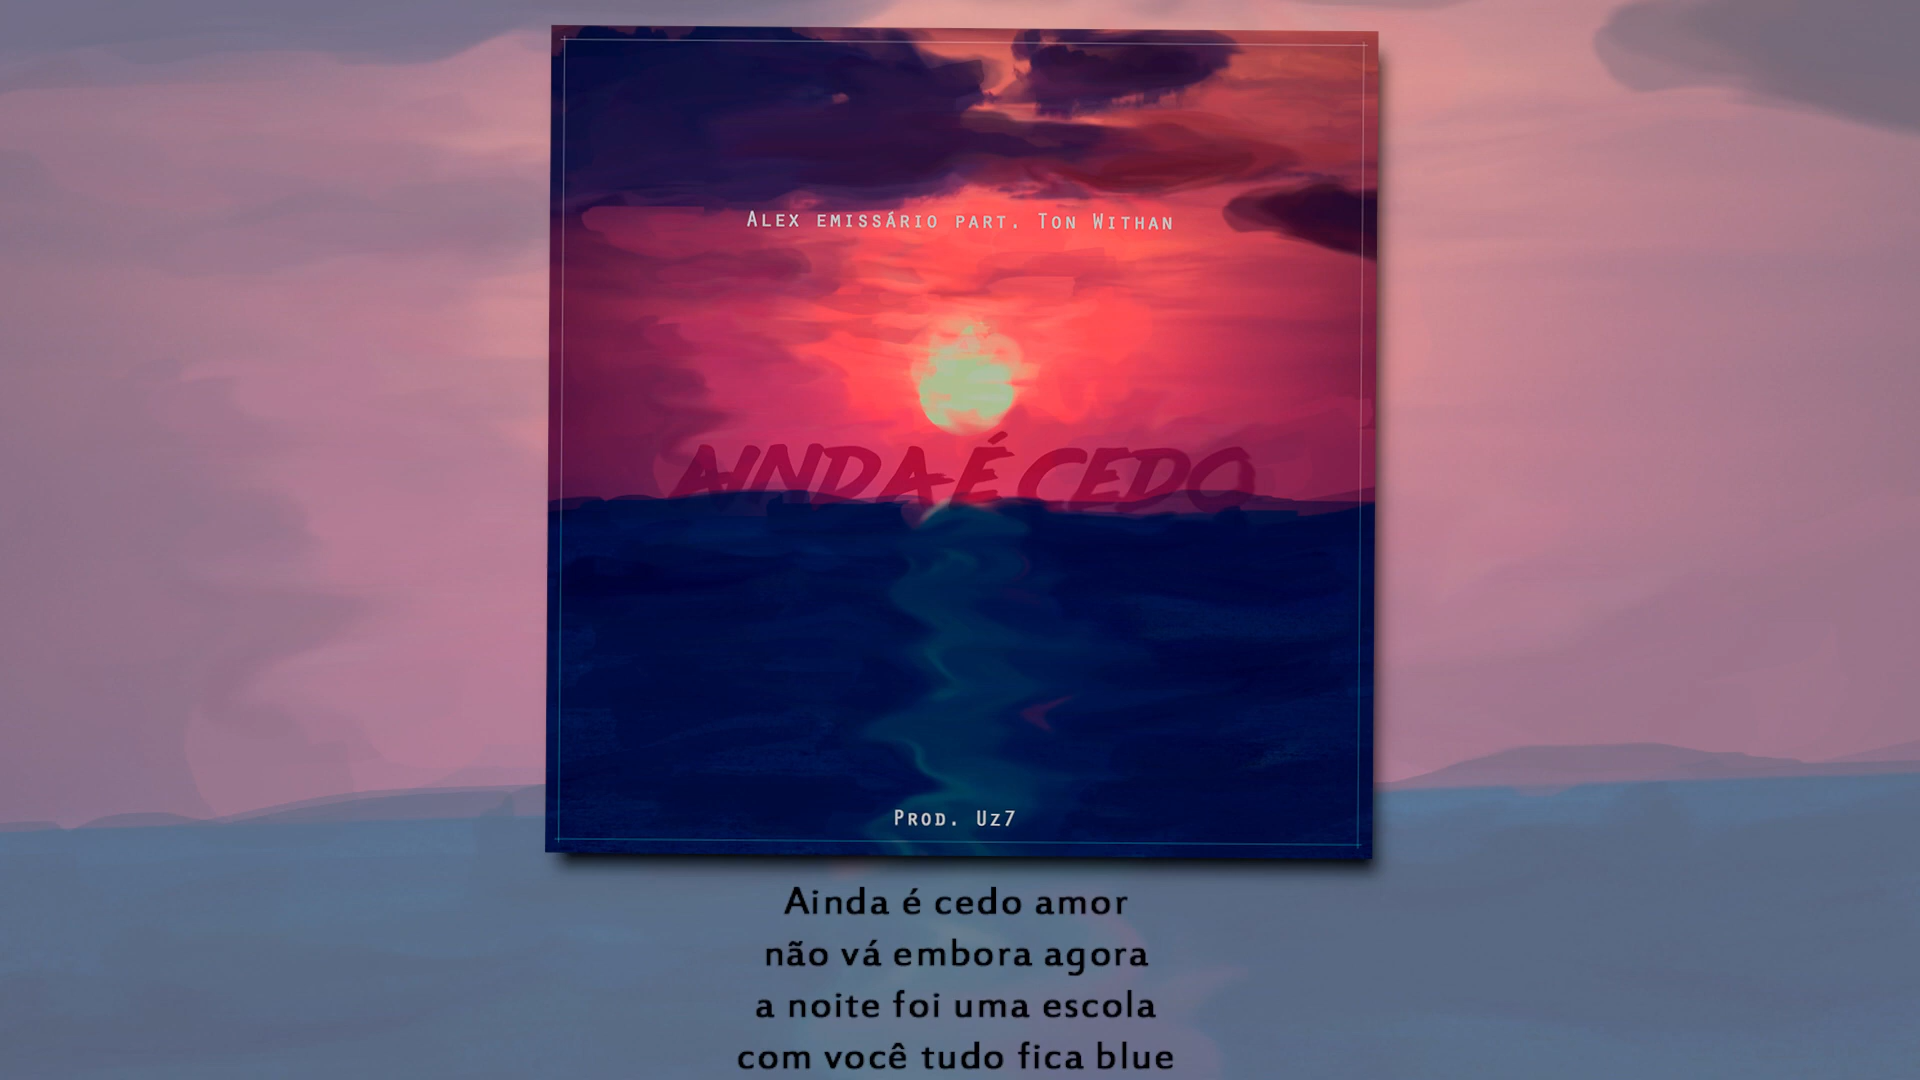 Alex emissário part. Ton Withan
AINDA É CEDO
Prod. Uz7
Ainda é cedo amor
não vá embora agora
a noite foi uma escola
com você tudo fica blue